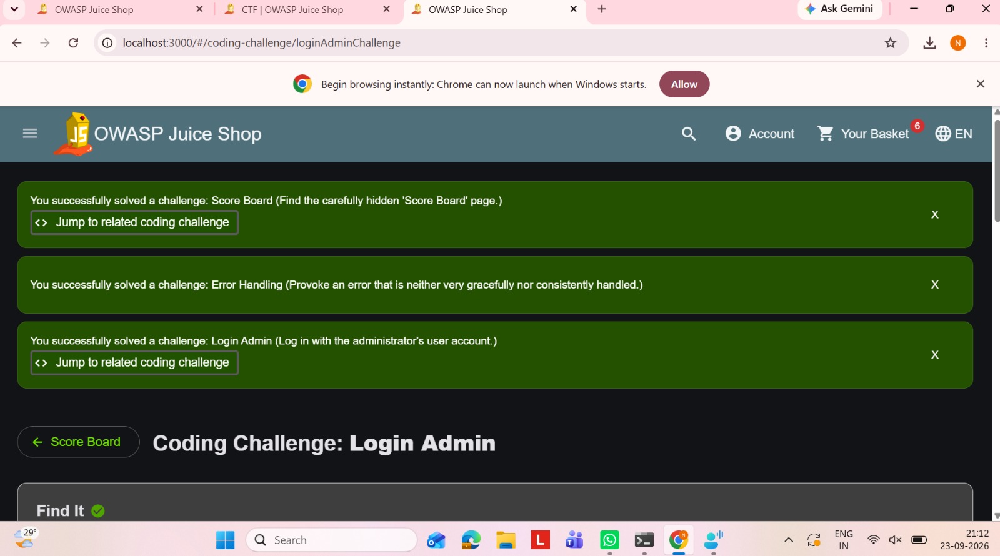 OWASP Juice Shop
CTF | OWASP Juice Shop
OWASP Juice Shop
Ask Gemini
localhost:3000/#/coding-challenge/loginAdminChallenge
N
Begin browsing instantly: Chrome can now launch when Windows starts.
Allow
JS
OWASP Juice Shop
Account
Your Basket
6
EN
You successfully solved a challenge: Score Board (Find the carefully hidden 'Score Board' page.)
<> Jump to related coding challenge
X
You successfully solved a challenge: Error Handling (Provoke an error that is neither very gracefully nor consistently handled.)
X
You successfully solved a challenge: Login Admin (Log in with the administrator's user account.)
<> Jump to related coding challenge
X
Score Board
Coding Challenge: Login Admin
Find It
29°
Search
L
ENG
IN
21:12
23-09-2026